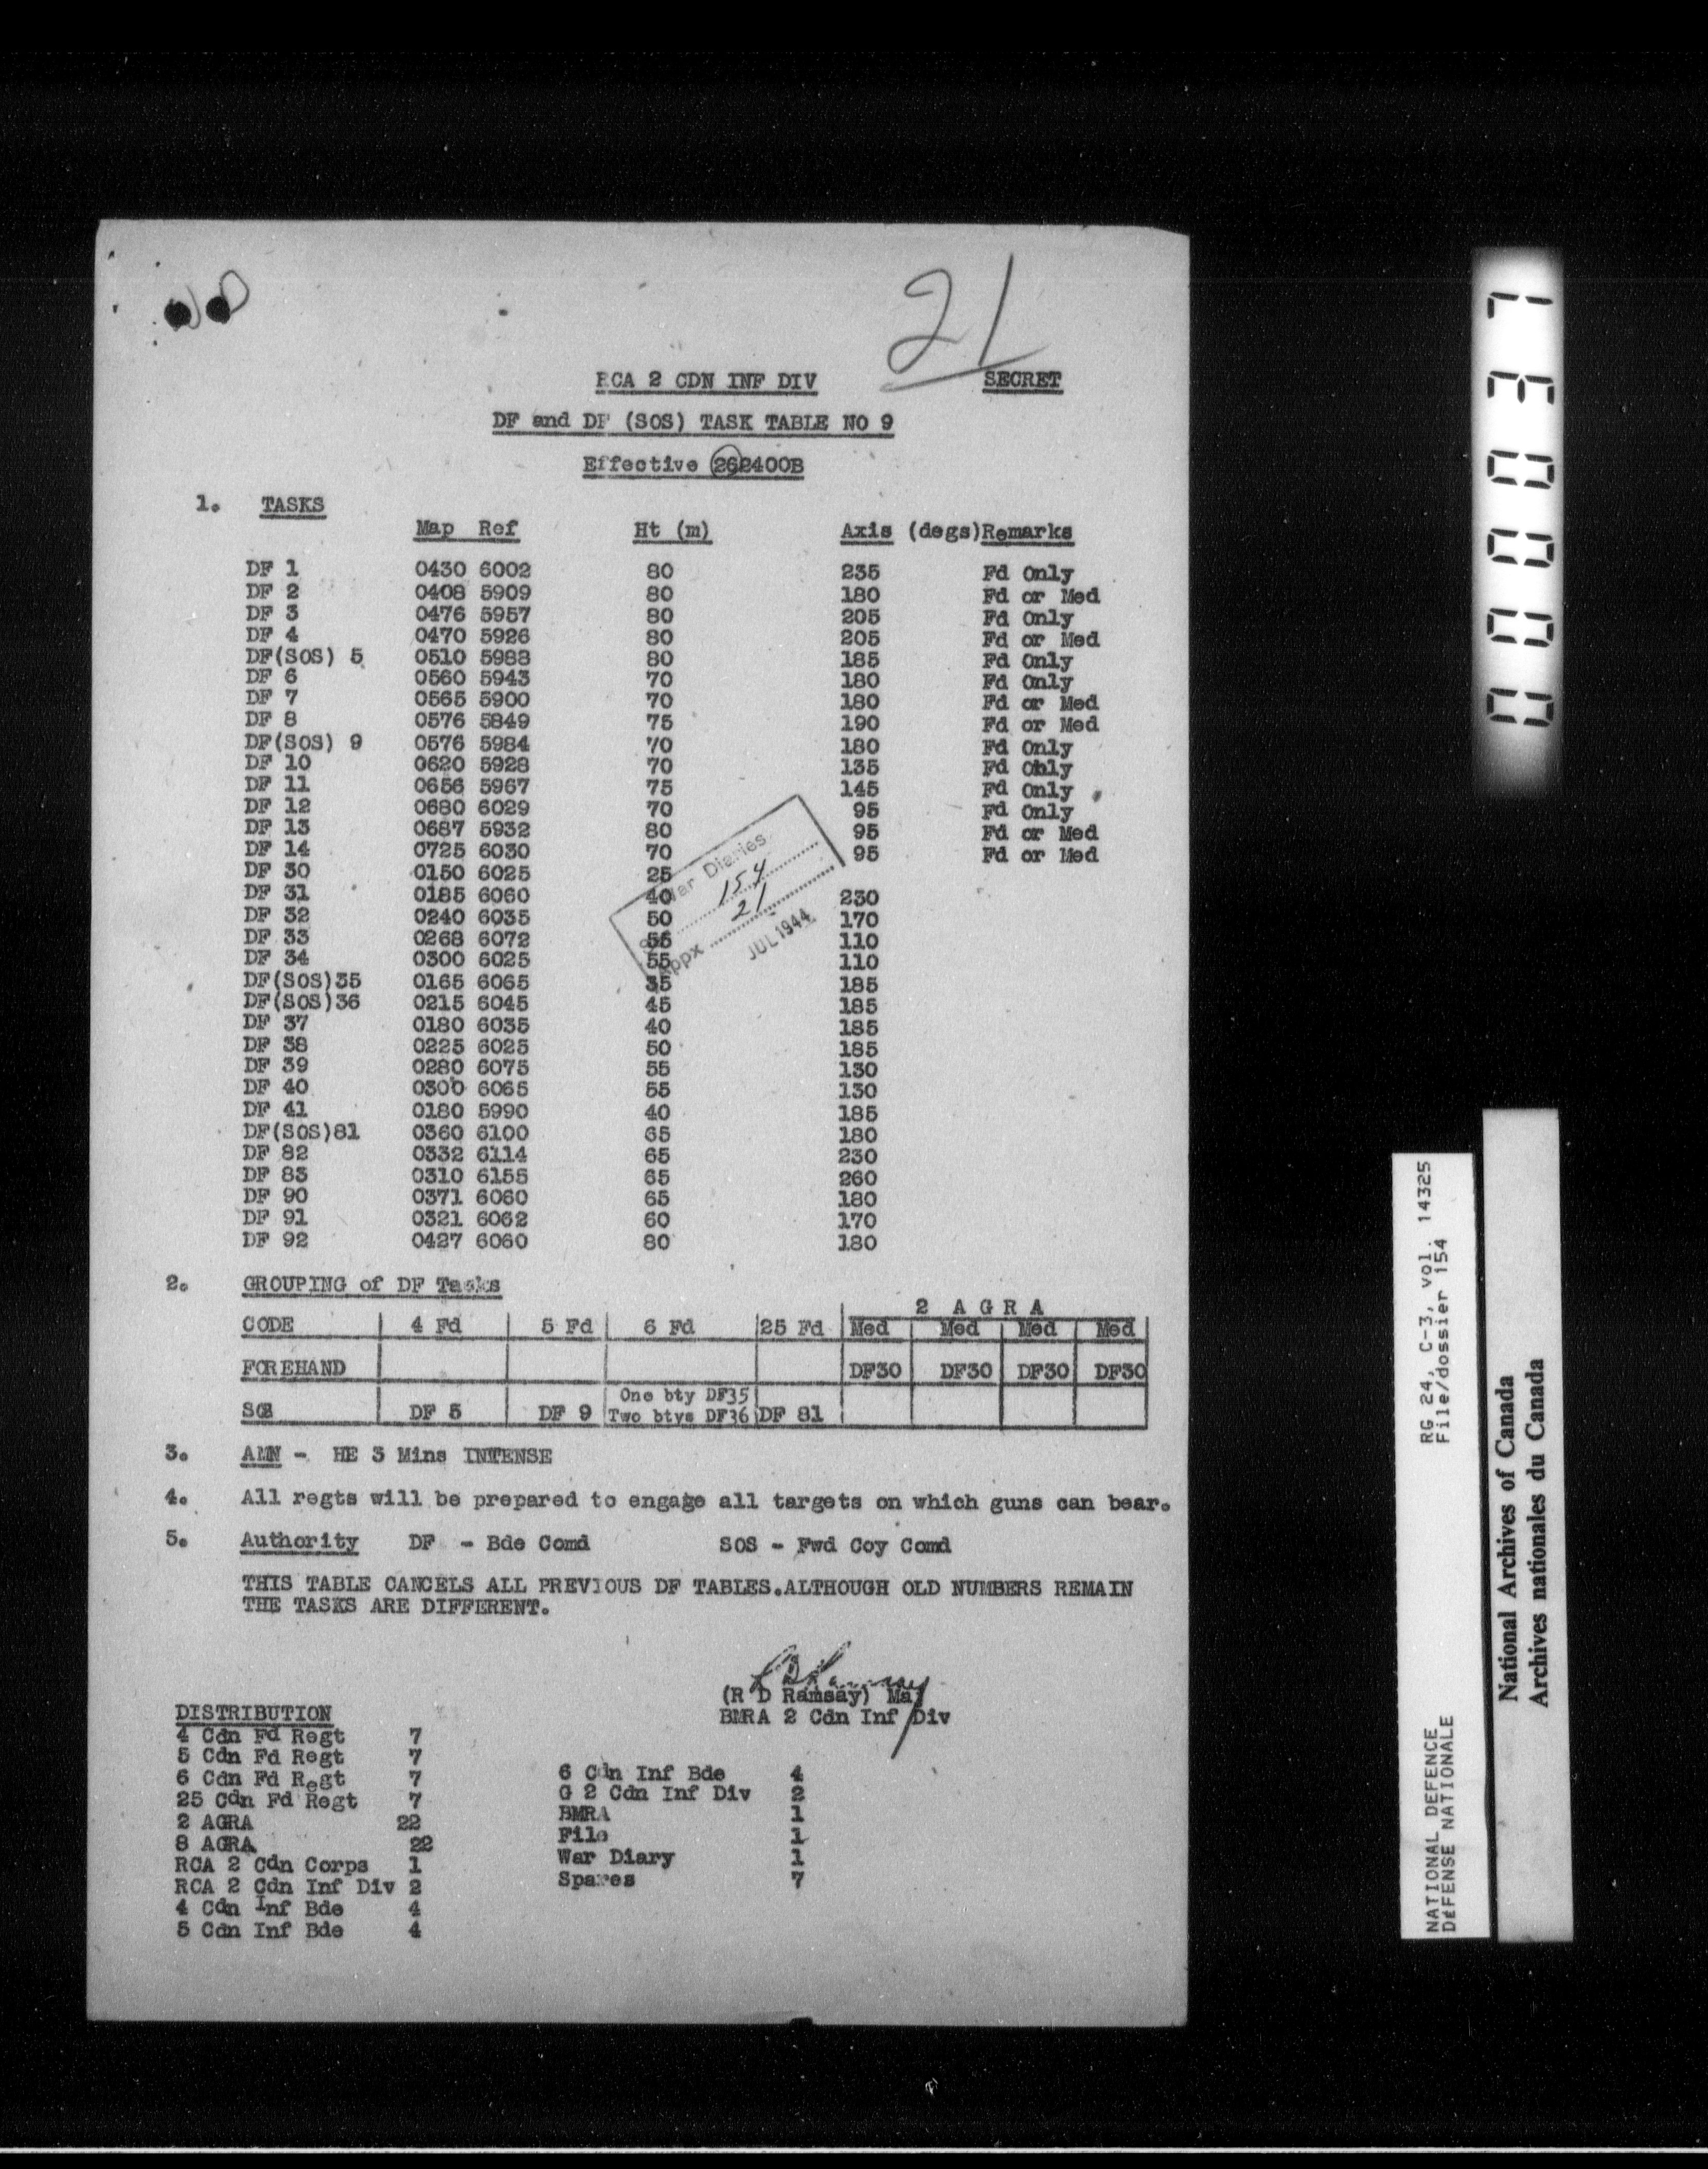 21
RCA 2 CDN INF DIV SECRET
DF and DF (SOS) TASK TABLE NO 9
Effective 262400B
1. TASKS
Map Ref Ht (m) Axis (degs) Remarks
DF 1 0430 6002 80 235 Fd Only
DF 2 0408 5909 80 180 Fd or Med
DF 3 0476 5957 80 205 Fd Only
DF 4 0470 5926 80 205 Fd or Med
DF(SOS) 5 0510 5988 80 185 Fd Only
DF 6 0560 5943 70 180 Fd Only
DF 7 0565 5900 70 180 Fd or Med
DF 8 0576 5849 75 190 Fd or Med
DF(SOS) 9 0576 5984 70 180 Fd Only
DF 10 0620 5928 70 135 Fd Only
DF 11 0656 5967 75 145 Fd Only
DF 12 0680 6029 70 95 Fd Only
DF 13 0687 5932 80 95 Fd or Med
DF 14 0725 6030 70 95 Fd or Med
DF 30 0150 6025 25
DF 31 0185 6060 40 230
DF 32 0240 6035 50 170
DF 33 0268 6072 55 110
DF 34 0300 6025 55 110
DF(SOS)35 0165 6065 35 185
DF(SOS)36 0215 6045 45 185
DF 37 0180 6035 40 185
DF 38 0225 6025 50 185
DF 39 0280 6075 55 130
DF 40 0300 6065 55 130
DF 41 0180 5990 40 185
DF(SOS)81 0360 6100 65 180
DF 82 0332 6114 65 230
DF 83 0310 6155 65 260
DF 90 0371 6060 65 180
DF 91 0321 6062 60 170
DF 92 0427 6060 80 180
War Diaries
154
21
Appx JUL 1944
2. GROUPING of DF Tasks
2 A G R A
CODE 4 Fd 5 Fd 6 Fd 25 Fd Med Med Med Med
FOREHAND DF30 DF30 DF30 DF30
One bty DF35
SOS DF 5 DF 9 Two btys DF36 DF 81
3. AMN - HE 3 Mins INTENSE
4. All regts will be prepared to engage all targets on which guns can bear.
5. Authority DF - Bde Comd SOS - Fwd Coy Comd
THIS TABLE CANCELS ALL PREVIOUS DF TABLES.ALTHOUGH OLD NUMBERS REMAIN
THE TASKS ARE DIFFERENT.
(R D Ramsay) Maj
BMRA 2 Cdn Inf Div
DISTRIBUTION
4 Cdn Fd Regt 7
5 Cdn Fd Regt 7
6 Cdn Fd Regt 7
25 Cdn Fd Regt 7
2 AGRA 22
8 AGRA 22
RCA 2 Cdn Corps 1
RCA 2 Cdn Inf Div 2
4 Cdn Inf Bde 4
5 Cdn Inf Bde 4
6 Cdn Inf Bde 4
G 2 Cdn Inf Div 2
BMRA 1
File 1
War Diary 1
Spares 7
000037
RG 24, C-3, vol. 14325
File/dossier 154
NATIONAL DEFENCE
DÉFENSE NATIONALE
National Archives of Canada
Archives nationales du Canada